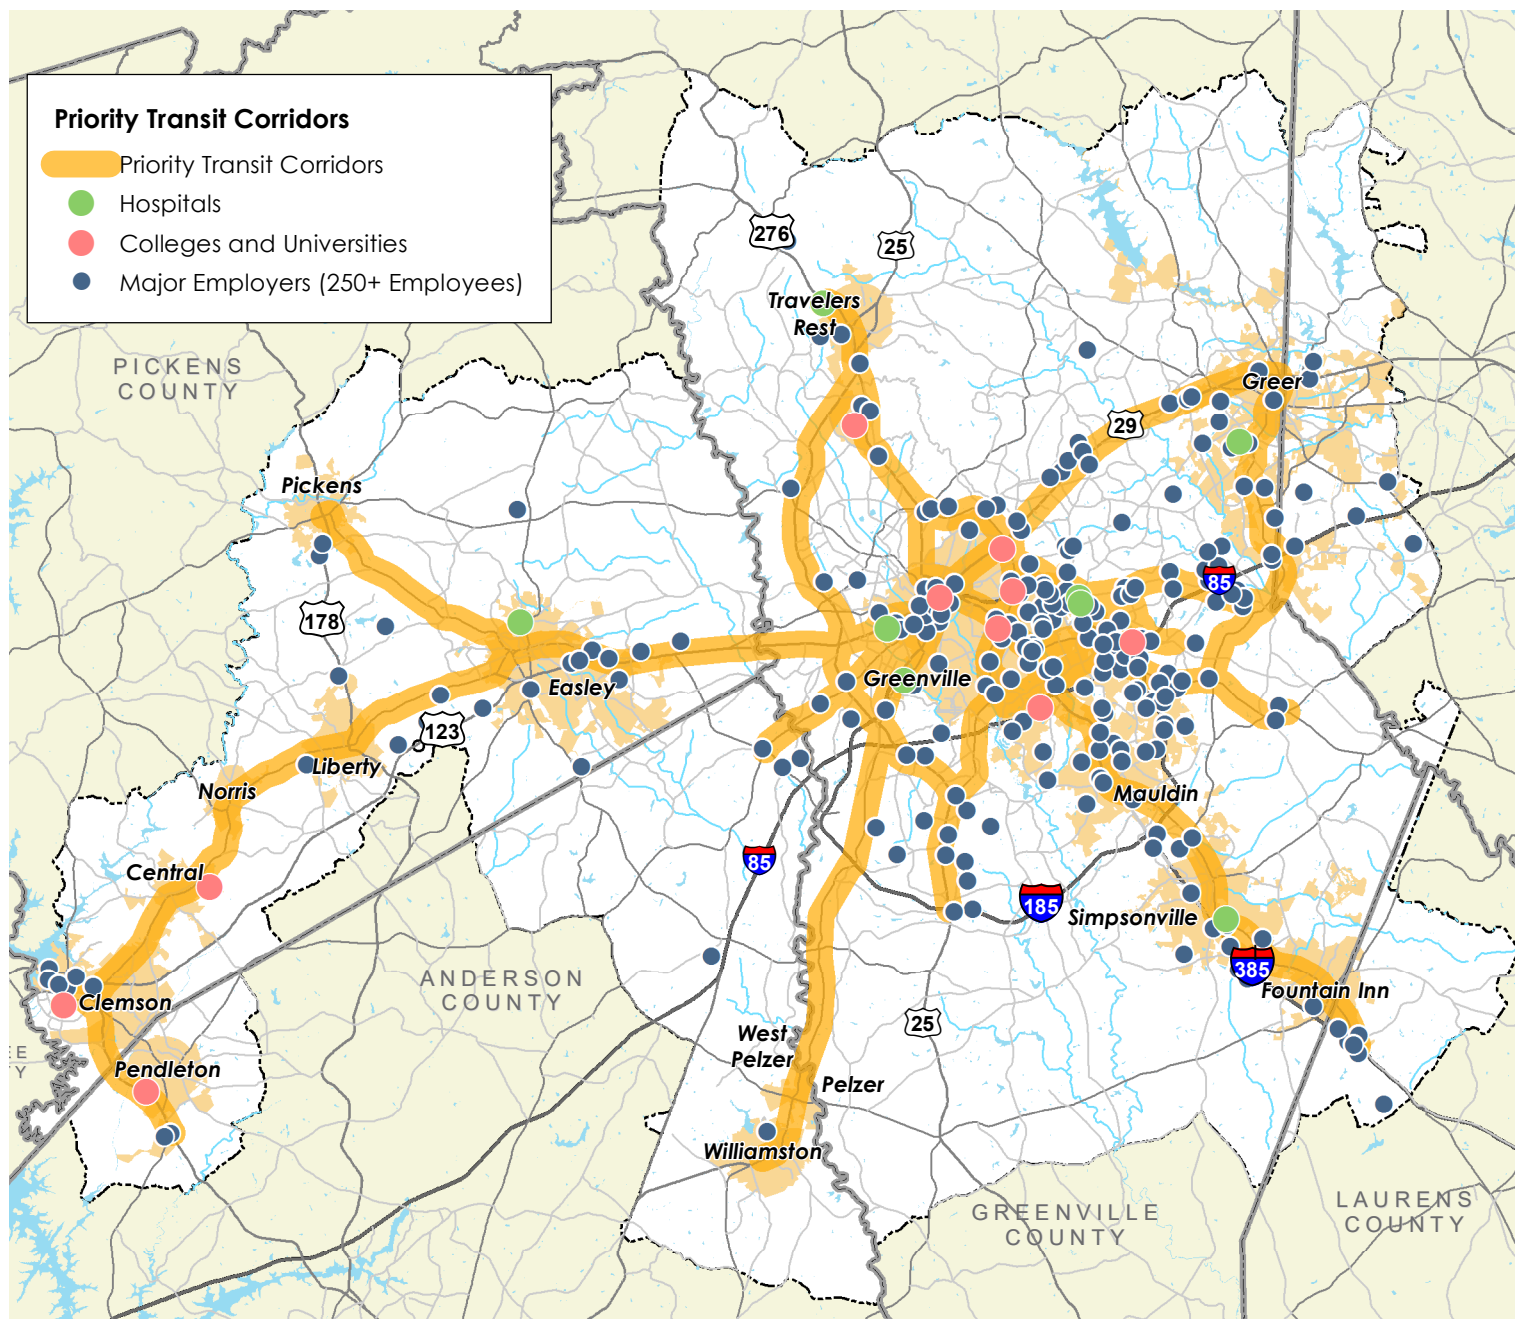 Priority Transit Corridors
Priority Transit Corridors
Hospitals
Colleges and Universities
Major Employers (250+ Employees)
276
25
Travelers
Rest
PICKENS
COUNTY
Greer
29
Pickens
85
178
Greenville
Easley
123
Liberty
Norris
Mauldin
85
Central
185
Simpsonville
385
ANDERSON
COUNTY
Fountain Inn
Clemson
25
West
Pelzer
EE
Y
Pendleton
Pelzer
Williamston
GREENVILLE
COUNTY
LAURENS
COUNTY